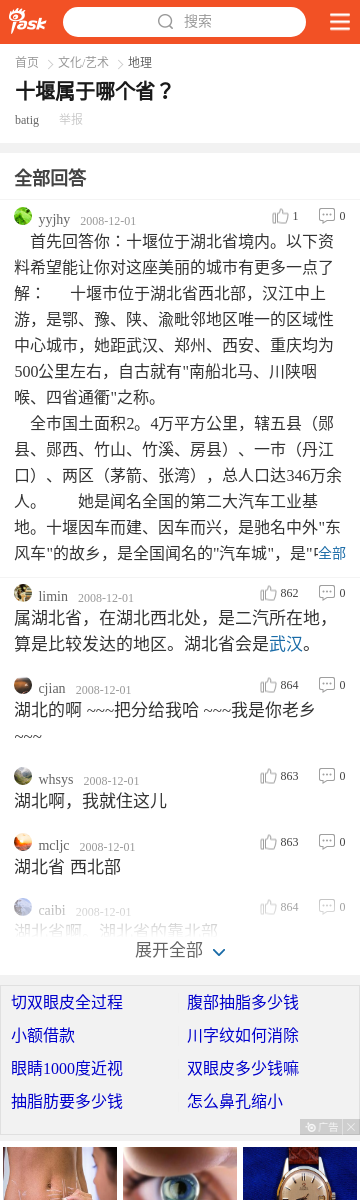 iask
搜索
首页 文化/艺术 地理
十堰属于哪个省？
batig 举报
全部回答
yyjhy 2008-12-01 1 0
首先回答你：十堰位于湖北省境内。以下资
料希望能让你对这座美丽的城市有更多一点了
解： 十堰市位于湖北省西北部，汉江中上
游，是鄂、豫、陕、渝毗邻地区唯一的区域性
中心城市，她距武汉、郑州、西安、重庆均为
500公里左右，自古就有"南船北马、川陕咽
喉、四省通衢"之称。
全市国土面积2。4万平方公里，辖五县（郧
县、郧西、竹山、竹溪、房县）、一市（丹江
口）、两区（茅箭、张湾），总人口达346万余
人。 她是闻名全国的第二大汽车工业基
地。十堰因车而建、因车而兴，是驰名中外"东
风车"的故乡，是全国闻名的"汽车城"，是"中 全部
limin 2008-12-01 862 0
属湖北省，在湖北西北处，是二汽所在地，
算是比较发达的地区。湖北省会是武汉。
cjian 2008-12-01 864 0
湖北的啊 ~~~把分给我哈 ~~~我是你老乡
~~~
whsys 2008-12-01 863 0
湖北啊，我就住这儿
mcljc 2008-12-01 863 0
湖北省 西北部
caibi 2008-12-01 864 0
湖北省啊，湖北省的靠北部
展开全部
切双眼皮全过程 腹部抽脂多少钱
小额借款 川字纹如何消除
眼睛1000度近视 双眼皮多少钱嘛
抽脂肪要多少钱 怎么鼻孔缩小
广告